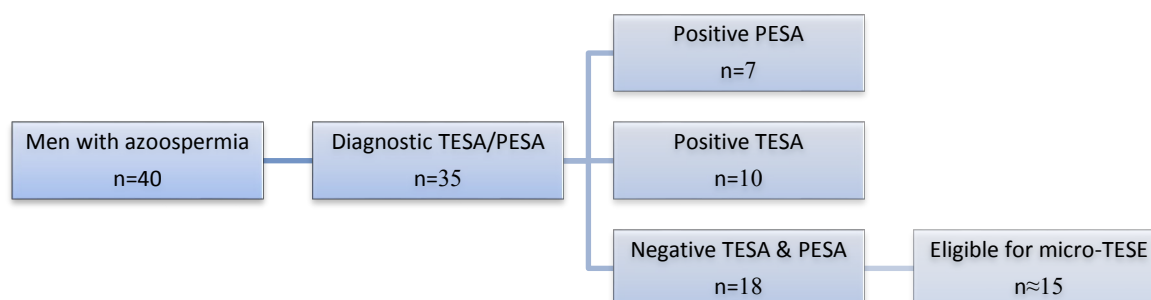 Positive PESA
n=7
Men with azoospermia
n=40
Diagnostic TESA/PESA
n=35
Positive TESA
n=10
Negative TESA & PESA
n=18
Eligible for micro-TESE
n≈15